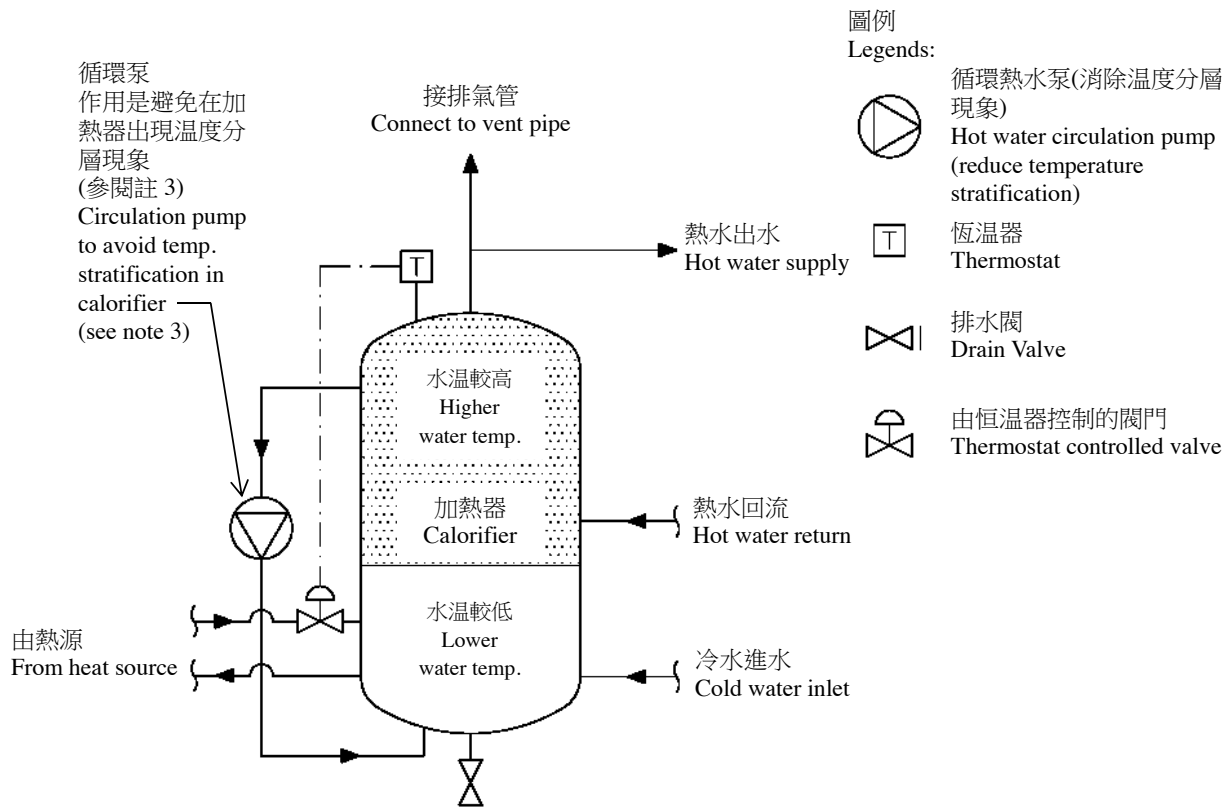 循環泵
作用是避免在加
熱器出現温度分
層現象
(參閱註 3)
Circulation pump
to avoid temp.
stratification in
calorifier
(see note 3)
接排氣管
Connect to vent pipe
熱水出水
Hot water supply
T
水温較高
Higher
water temp.
加熱器
Calorifier
熱水回流
Hot water return
水温較低
Lower
water temp.
由熱源
From heat source
冷水進水
Cold water inlet
圖例
Legends:
循環熱水泵(消除温度分層
現象)
Hot water circulation pump
(reduce temperature
stratification)
T
恆温器
Thermostat
排水閥
Drain Valve
由恒温器控制的閥門
Thermostat controlled valve